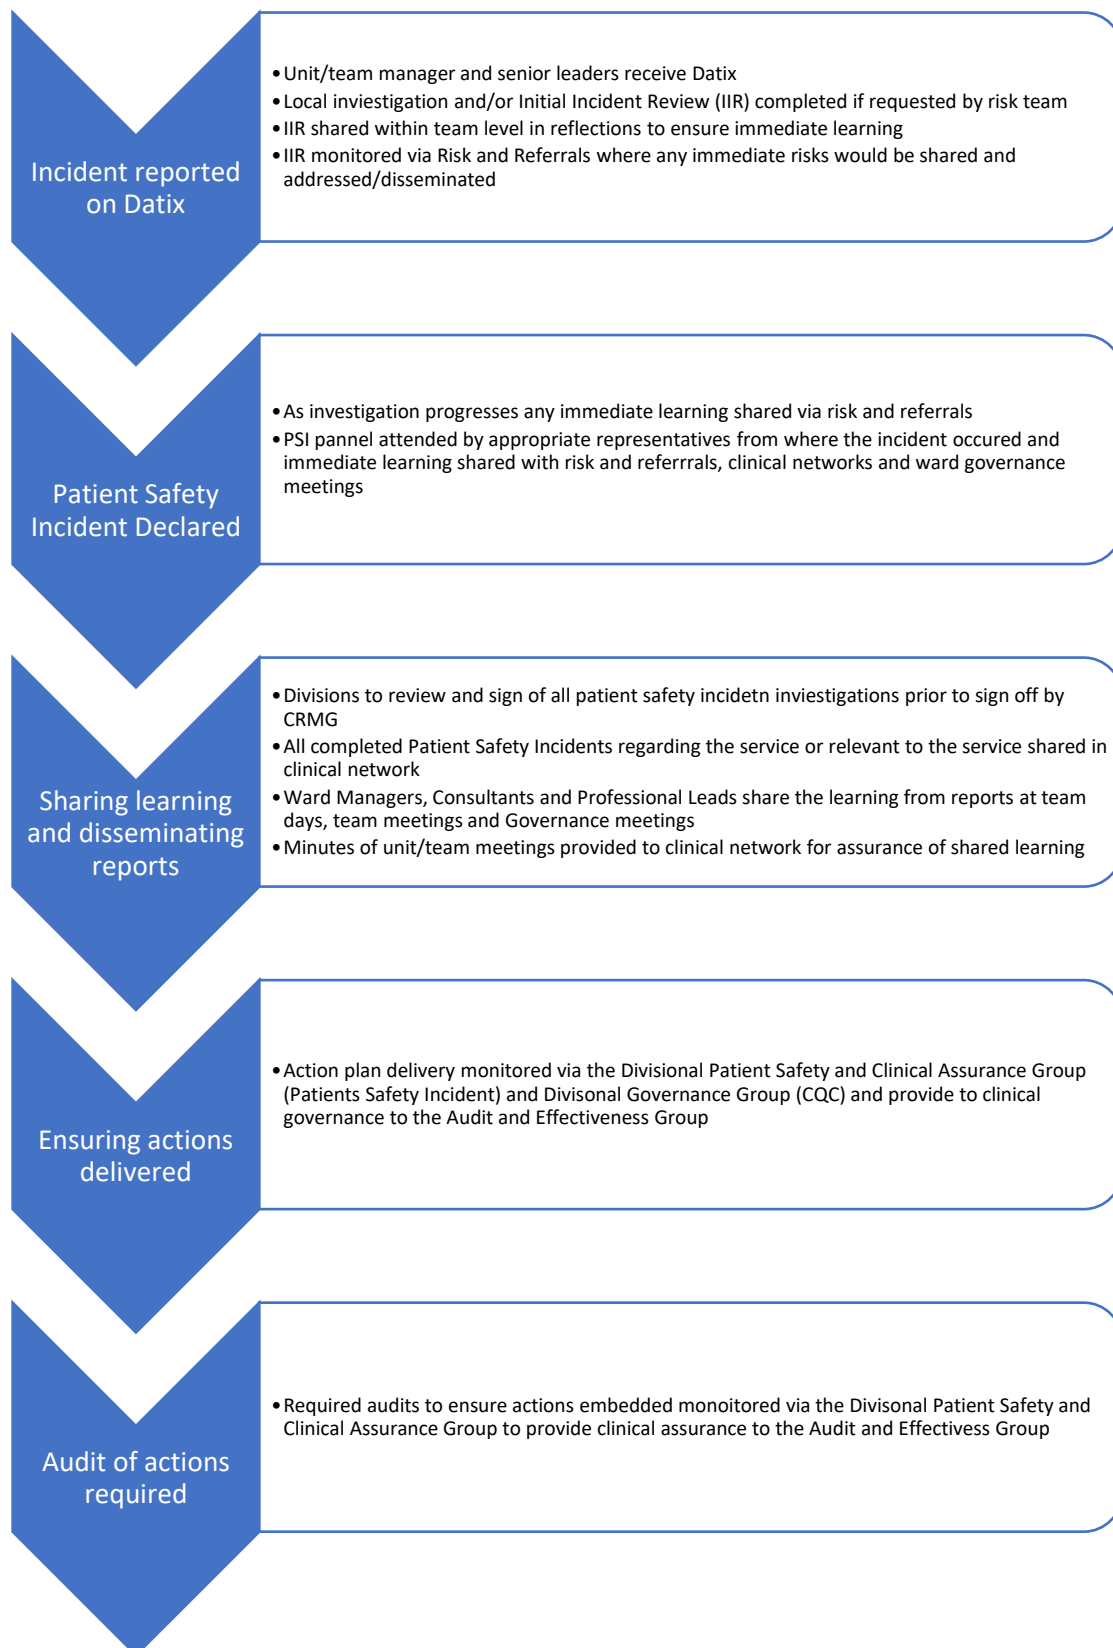 Incident reported
on Datix
•Unit/team manager and senior leaders receive Datix
•Local inviestigation and/or Initial Incident Review (IIR) completed if requested by risk team
•IIR shared within team level in reflections to ensure immediate learning
•IIR monitored via Risk and Referrals where any immediate risks would be shared and
addressed/disseminated
Patient Safety
Incident Declared
•As investigation progresses any immediate learning shared via risk and referrals
•PSI pannel attended by appropriate representatives from where the incident occured and
immediate learning shared with risk and referrrals, clinical networks and ward governance
meetings
Sharing learning
and disseminating
reports
•Divisions to review and sign of all patient safety incidetn inviestigations prior to sign off by
CRMG
•All completed Patient Safety Incidents regarding the service or relevant to the service shared in
clinical network
•Ward Managers, Consultants and Professional Leads share the learning from reports at team
days, team meetings and Governance meetings
•Minutes of unit/team meetings provided to clinical network for assurance of shared learning
Ensuring actions
delivered
•Action plan delivery monitored via the Divisional Patient Safety and Clinical Assurance Group
(Patients Safety Incident) and Divisonal Governance Group (CQC) and provide to clinical
governance to the Audit and Effectiveness Group
Audit of actions
required
•Required audits to ensure actions embedded monoitored via the Divisonal Patient Safety and
Clinical Assurance Group to provide clinical assurance to the Audit and Effectivess Group